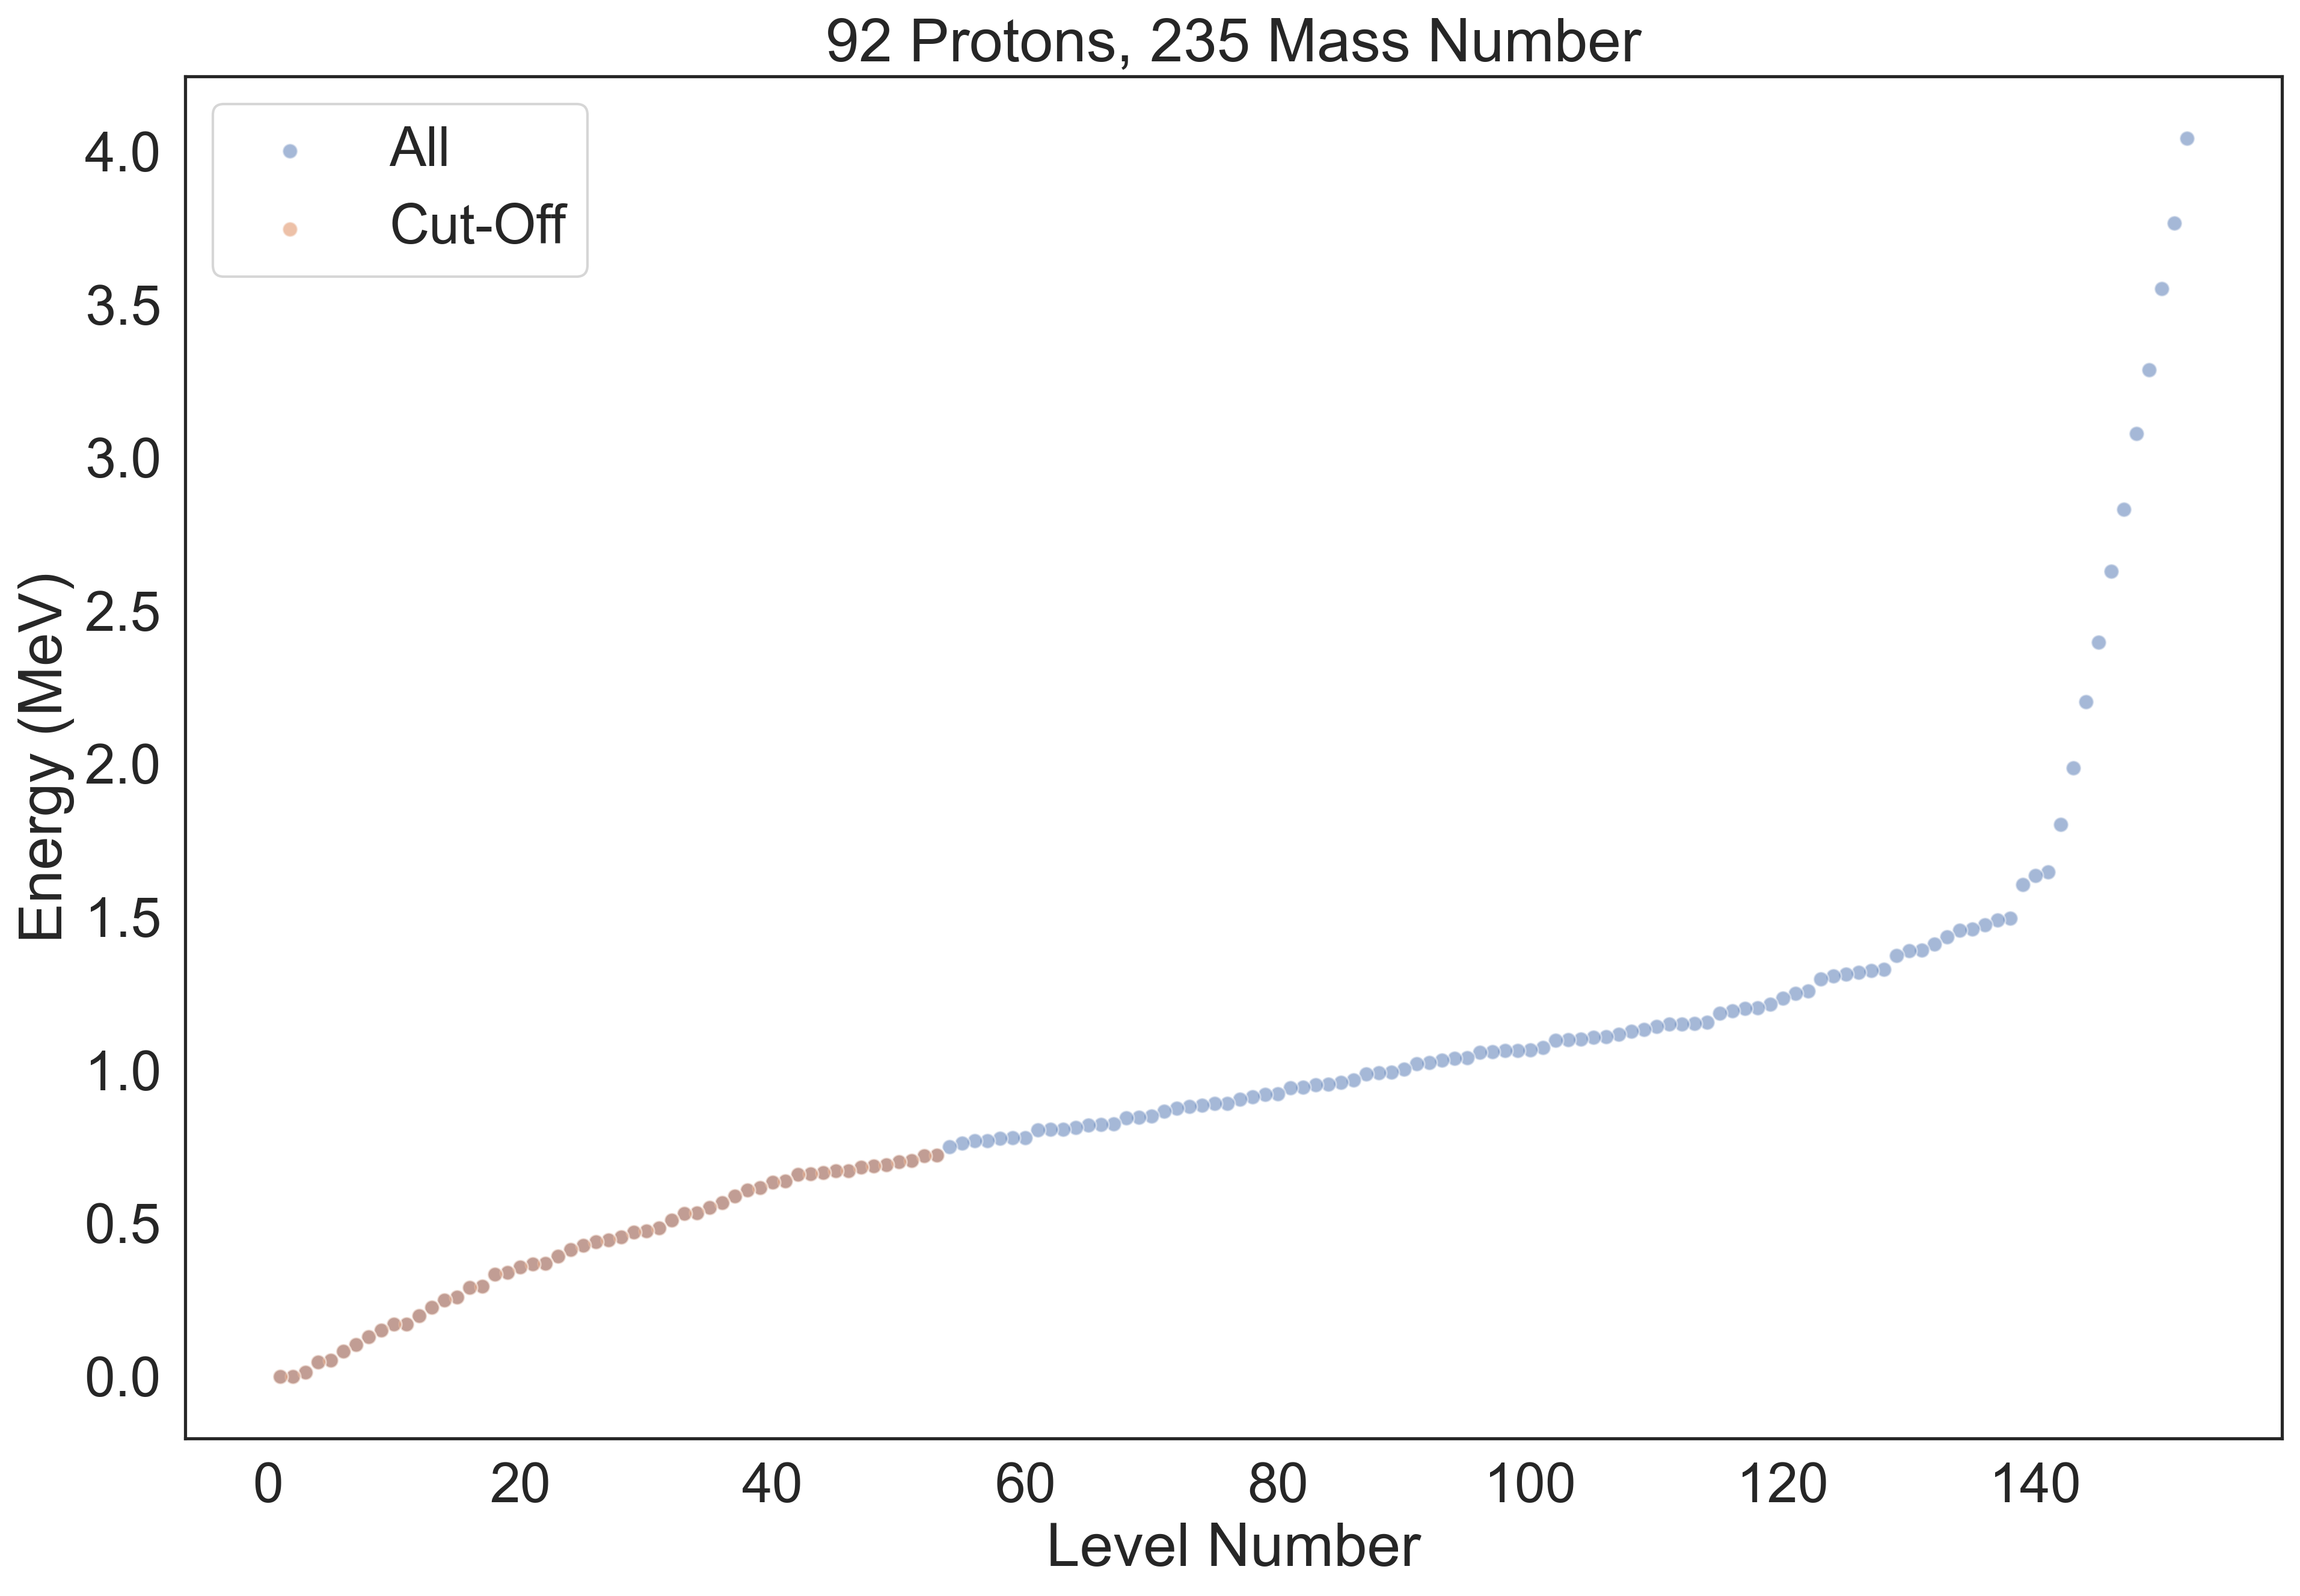 92 Protons, 235 Mass Number
All
Cut-Off
4.0
3.5
3.0
2.5
2.0
1.5
1.0
0.5
0.0
Energy (MeV)
0 20 40 60 80 100 120 140
Level Number